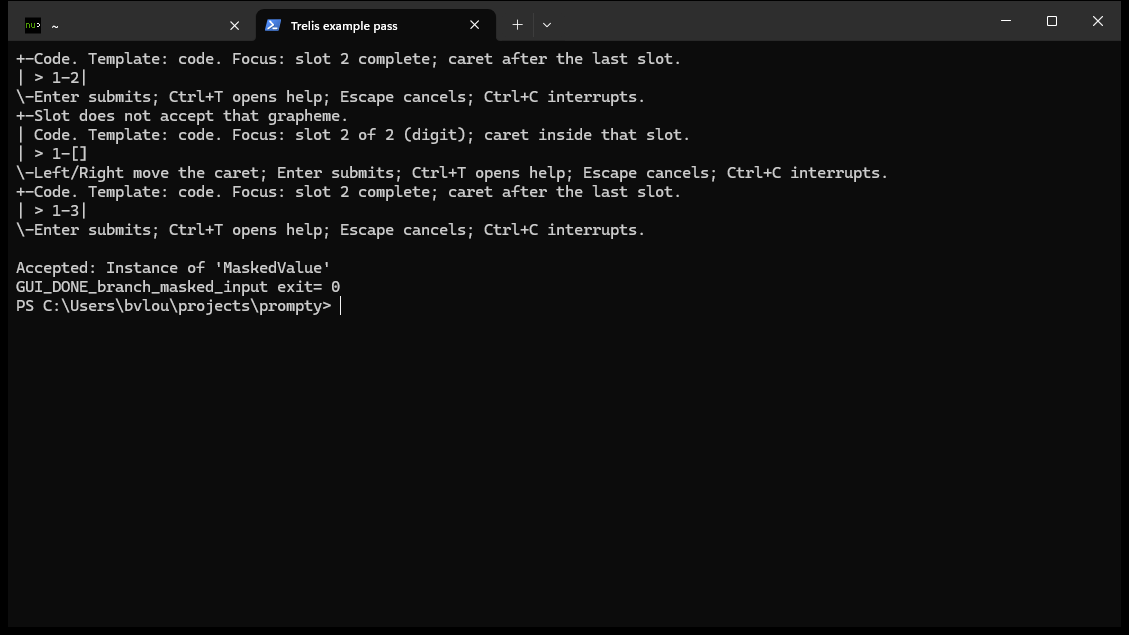 nu> ~
Trelis example pass
+-Code. Template: code. Focus: slot 2 complete; caret after the last slot.
| > 1-2|
\-Enter submits; Ctrl+T opens help; Escape cancels; Ctrl+C interrupts.
+-Slot does not accept that grapheme.
| Code. Template: code. Focus: slot 2 of 2 (digit); caret inside that slot.
| > 1-[]
\-Left/Right move the caret; Enter submits; Ctrl+T opens help; Escape cancels; Ctrl+C interrupts.
+-Code. Template: code. Focus: slot 2 complete; caret after the last slot.
| > 1-3|
\-Enter submits; Ctrl+T opens help; Escape cancels; Ctrl+C interrupts.
Accepted: Instance of 'MaskedValue'
GUI_DONE_branch_masked_input exit= 0
PS C:\Users\bvlou\projects\prompty>